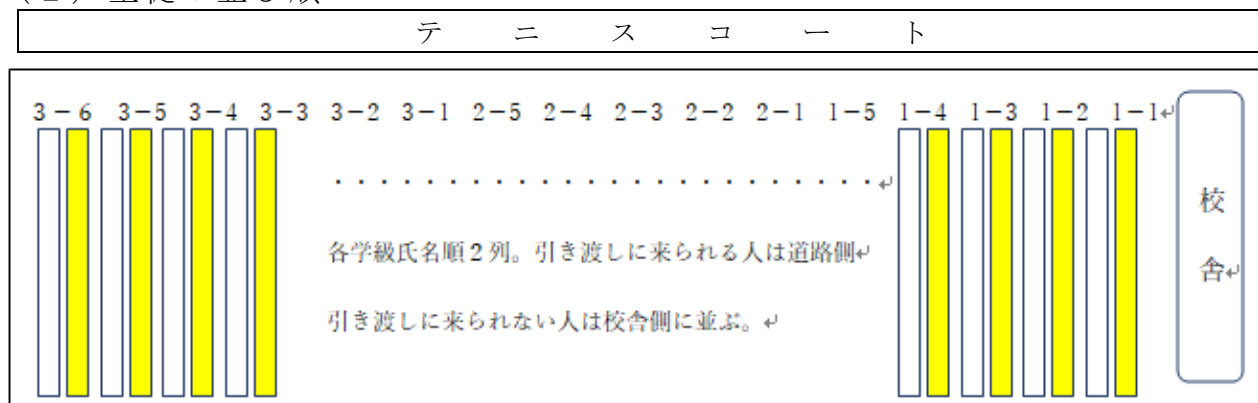 テニスコート
3-6 3-5 3-4 3-3 3-2 3-1 2-5 2-4 2-3 2-2 2-1 1-5 1-4 1-3 1-2 1-1↵
・・・・・・・・・・・・・・・・・・・・・・・・↵
各学級氏名順2列。引き渡しに来られる人は道路側↵
引き渡しに来られない人は校舎側に並ぶ。↵
校舎↵